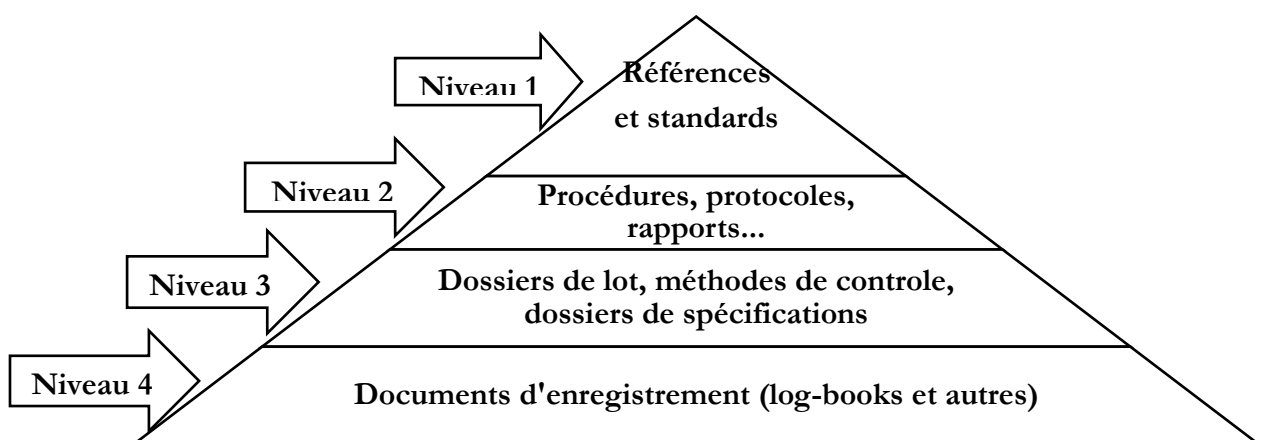 Niveau 1
Références
et standards
Niveau 2
Procédures, protocoles,
rapports...
Niveau 3
Dossiers de lot, méthodes de controle,
dossiers de spécifications
Niveau 4
Documents d'enregistrement (log-books et autres)